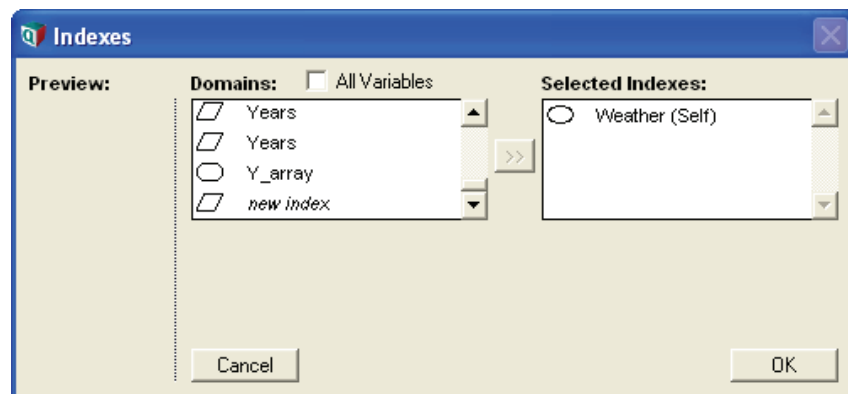 Indexes
Preview:
Domains:
All Variables
Selected Indexes:
Years
Years
Y_array
new index
>>
Weather (Self)
Cancel
OK